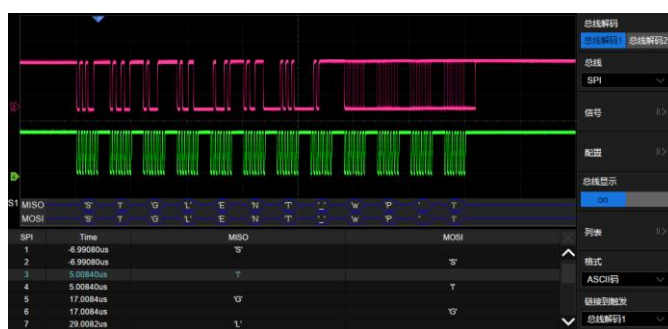 总线解码
总线解码1 总线解码2
总线
SPI
信号
配置
总线显示
on
列表
格式
ASCII码
链接到触发
总线解码1
S1 MISO 'S' 'I' 'G' 'L' 'E' 'N' 'T' '_' 'w' 'P'
MOSI 'S' 'I' 'G' 'L' 'E' 'N' 'T' '_' 'w' 'P'
SPI Time MISO MOSI
1 -6.99080us 'S'
2 -6.99080us 'S'
3 5.00840us 'I'
4 5.00840us 'I'
5 17.0084us 'G'
6 17.0084us 'G'
7 29.0082us 'L'